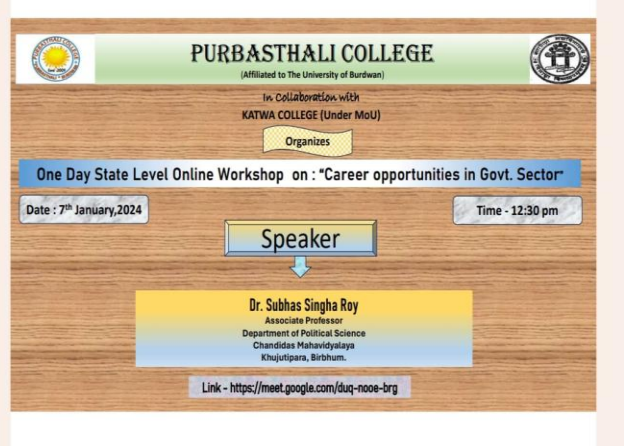 PURBASTHALI COLLEGE
(Affiliated to The University of Burdwan)
In Collaboration with
KATWA COLLEGE (Under MoU)
Organizes
One Day State Level Online Workshop on : "Career opportunities in Govt. Sector"
Date : 7th January,2024
Time - 12:30 pm
Speaker
Dr. Subhas Singha Roy
Associate Professor
Department of Political Science
Chandidas Mahavidyalaya
Khujutipara, Birbhum.
Link - https://meet.google.com/duq-nooe-brg